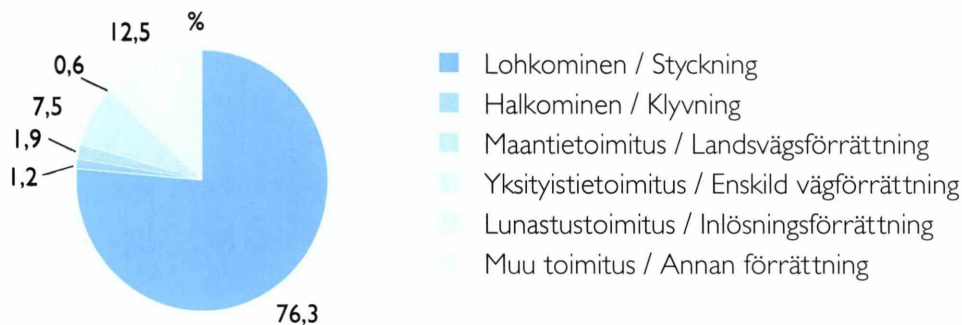 %
12,5
0,6
7,5
1,9
1,2
76,3
Lohkominen / Styckning
Halkominen / Klyvning
Maantietoimitus / Landsvägsförrättning
Yksityistietoimitus / Enskild vägförrättning
Lunastustoimitus / Inlösningsförrättning
Muu toimitus / Annan förrättning